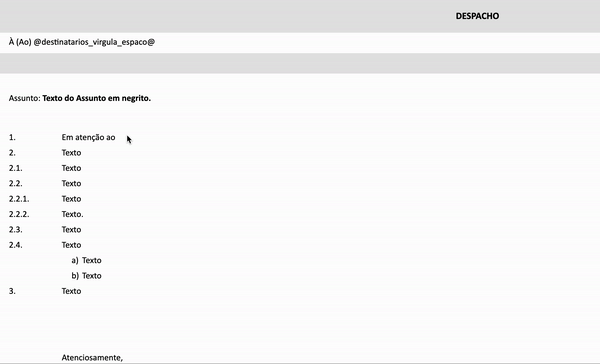 DESPACHO
À (Ao) @destinatarios_virgula_espaco@
Assunto: Texto do Assunto em negrito.
1. Em atenção ao
2. Texto
2.1. Texto
2.2. Texto
2.2.1. Texto
2.2.2. Texto.
2.3. Texto
2.4. Texto
a) Texto
b) Texto
3. Texto
Atenciosamente,